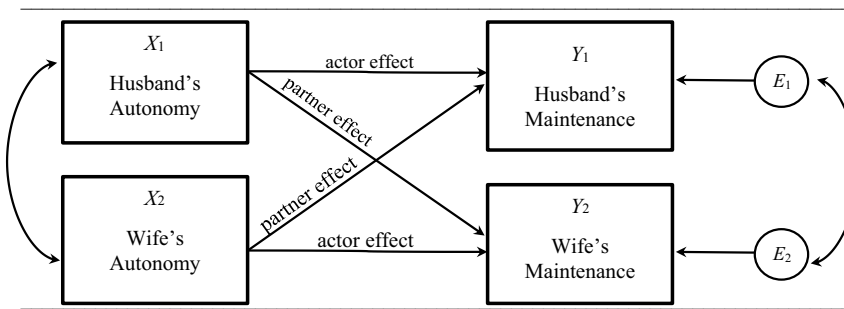 X1
Husband's
Autonomy
actor effect
Y1
Husband's
Maintenance
E1
partner effect
partner effect
X2
Wife's
Autonomy
actor effect
Y2
Wife's
Maintenance
E2